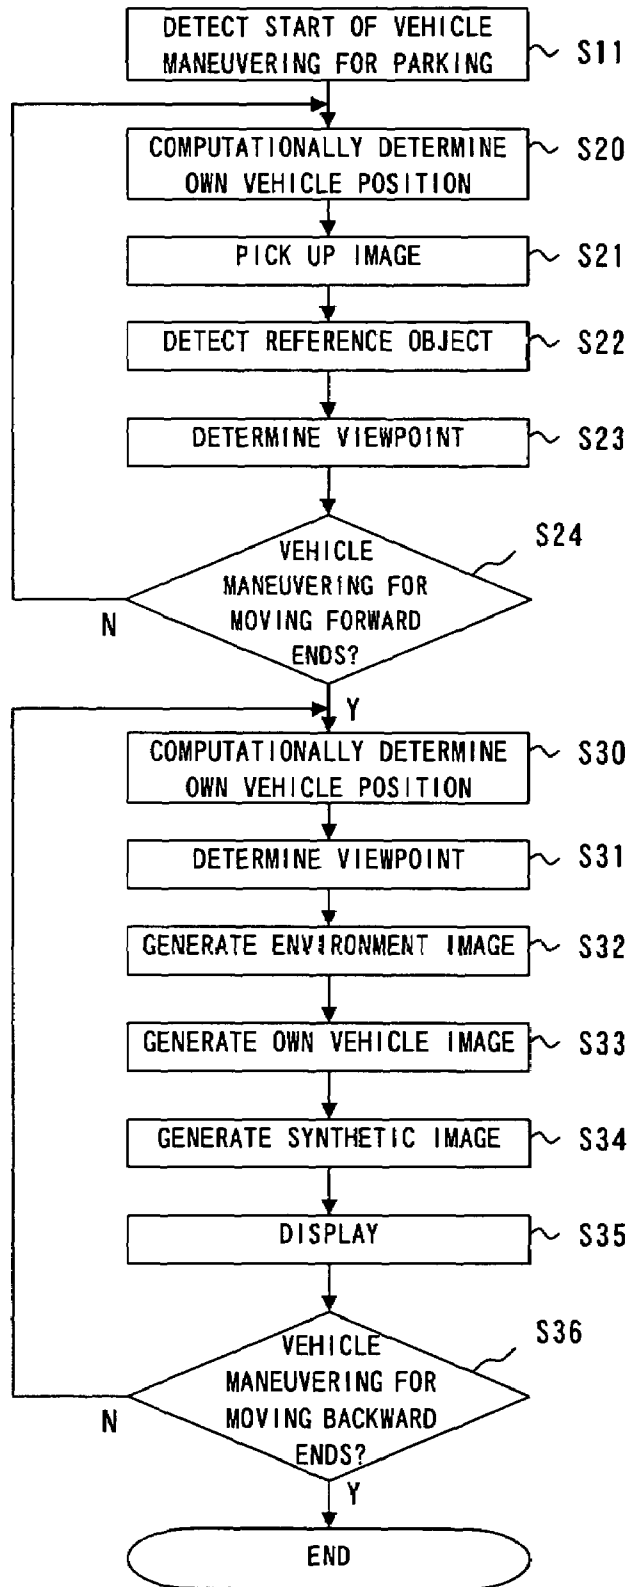 DETECT START OF VEHICLE
MANEUVERING FOR PARKING
S11
COMPUTATIONALLY DETERMINE
OWN VEHICLE POSITION
S20
PICK UP IMAGE
S21
DETECT REFERENCE OBJECT
S22
DETERMINE VIEWPOINT
S23
S24
VEHICLE
MANEUVERING FOR
MOVING FORWARD
ENDS?
N
Y
COMPUTATIONALLY DETERMINE
OWN VEHICLE POSITION
S30
DETERMINE VIEWPOINT
S31
GENERATE ENVIRONMENT IMAGE
S32
GENERATE OWN VEHICLE IMAGE
S33
GENERATE SYNTHETIC IMAGE
S34
DISPLAY
S35
S36
VEHICLE
MANEUVERING FOR
MOVING BACKWARD
ENDS?
N
Y
END